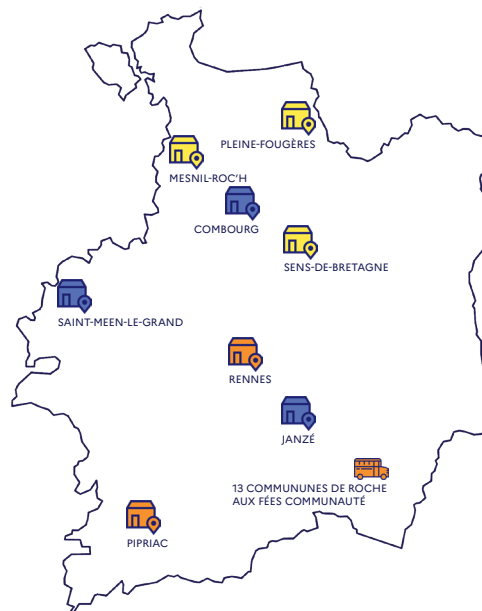 PLEINE-FOUGÈRES
MESNIL-ROC'H
COMBOURG
SENS-DE-BRETAGNE
SAINT-MEEN-LE-GRAND
RENNES
JANZÉ
13 COMMUNUNES DE ROCHE
AUX FÉES COMMUNAUTÉ
PIPRIAC